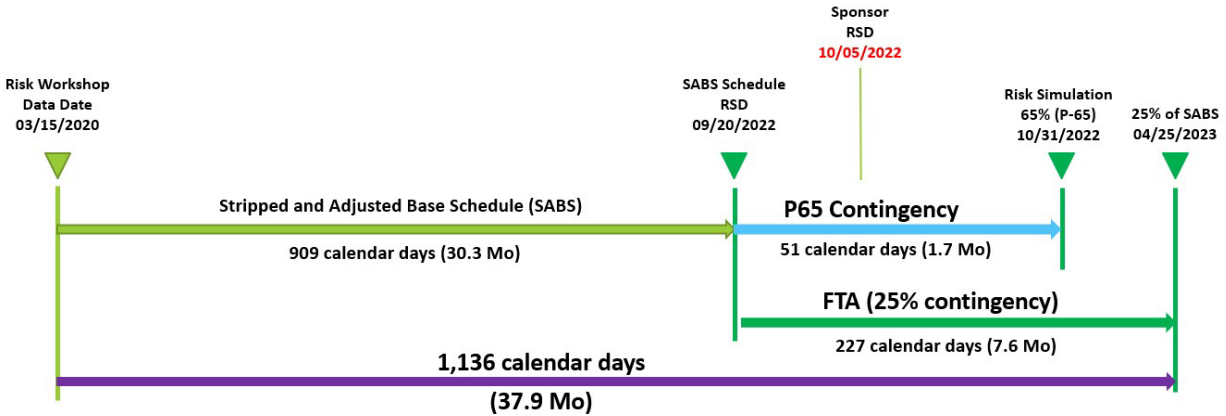 Sponsor
RSD
10/05/2022
Risk Workshop
Data Date
03/15/2020
SABS Schedule
RSD
09/20/2022
Risk Simulation
65% (P-65)
10/31/2022
25% of SABS
04/25/2023
Stripped and Adjusted Base Schedule (SABS)
909 calendar days (30.3 Mo)
P65 Contingency
51 calendar days (1.7 Mo)
FTA (25% contingency)
227 calendar days (7.6 Mo)
1,136 calendar days
(37.9 Mo)